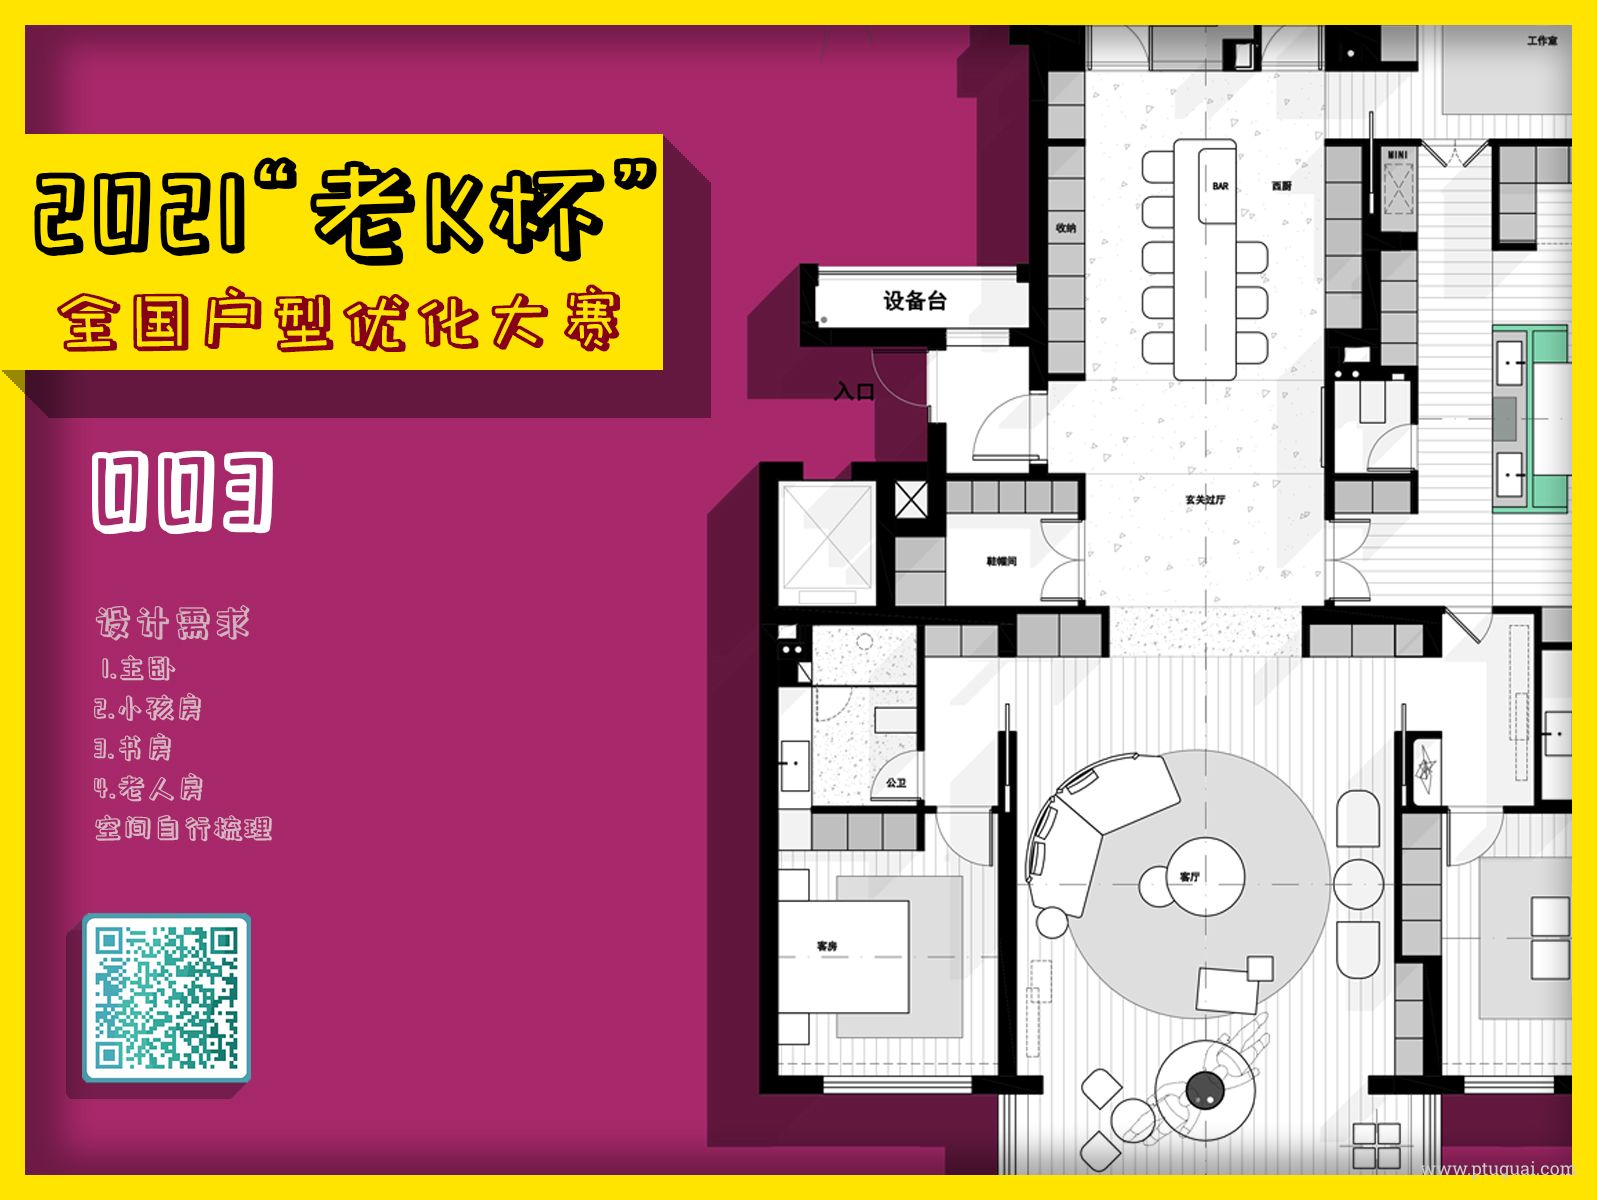 2021“老K杯”
全国户型优化大赛
003
设计需求
1.主卧
2.小孩房
3.书房
4.老人房
空间自行梳理
工作室
MINI
BAR
西厨
收纳
设备台
入口
玄关过厅
鞋帽间
公卫
客厅
客房
www.ptuguai.com